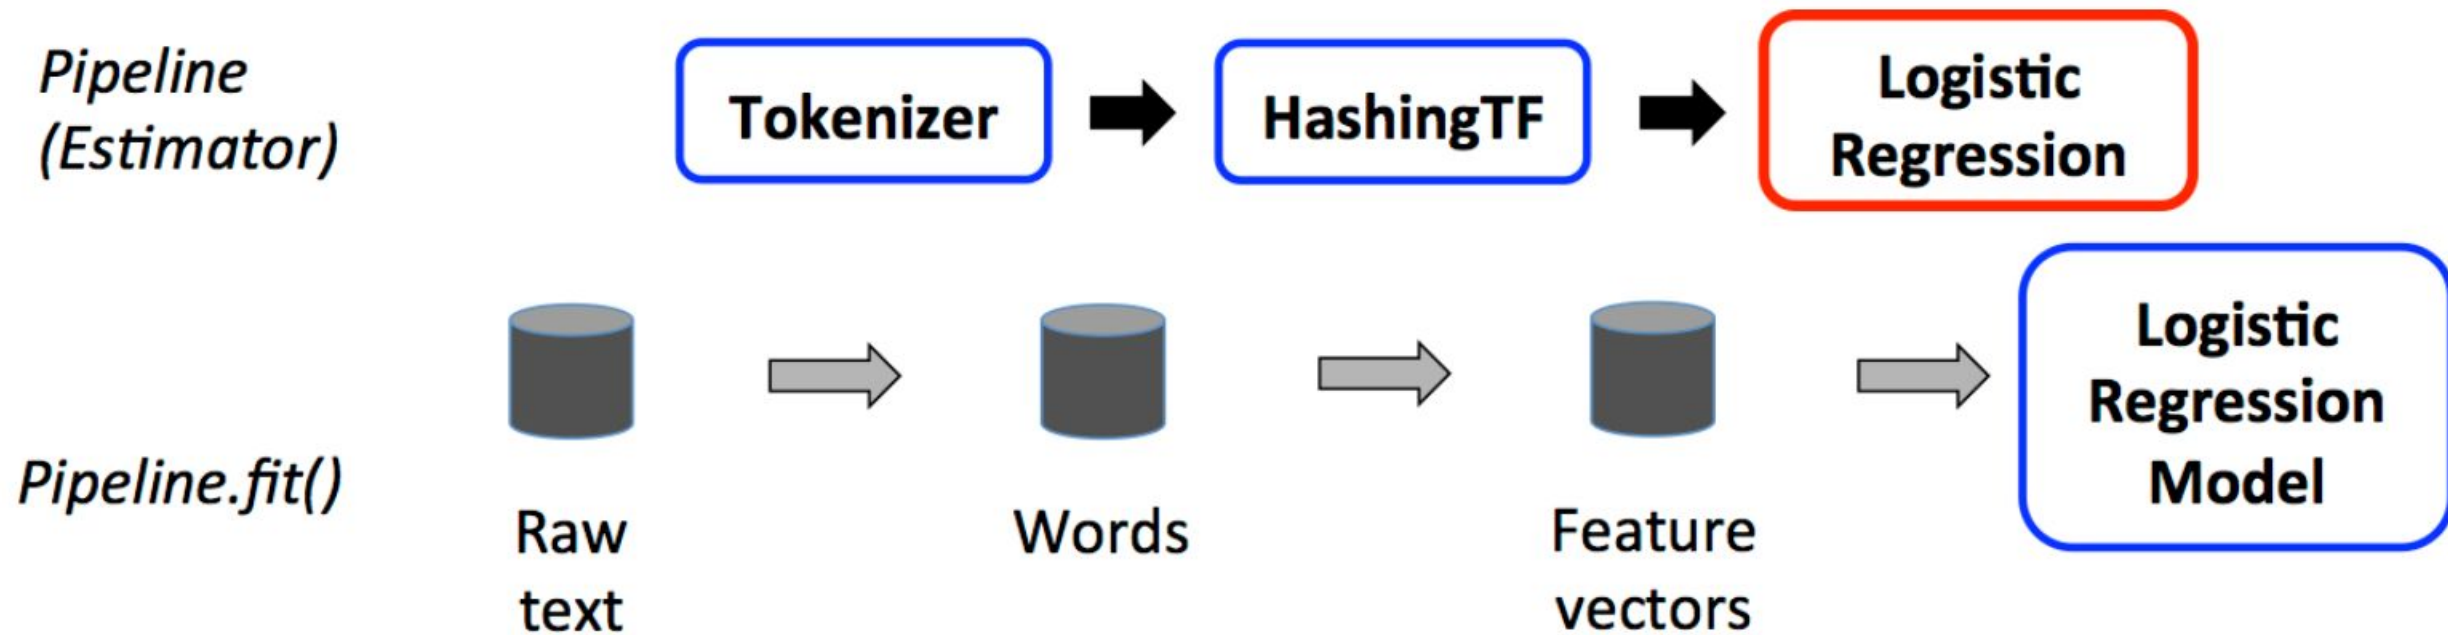 Pipeline
(Estimator)
Tokenizer
HashingTF
Logistic
Regression
Pipeline.fit()
Raw
text
Words
Feature
vectors
Logistic
Regression
Model